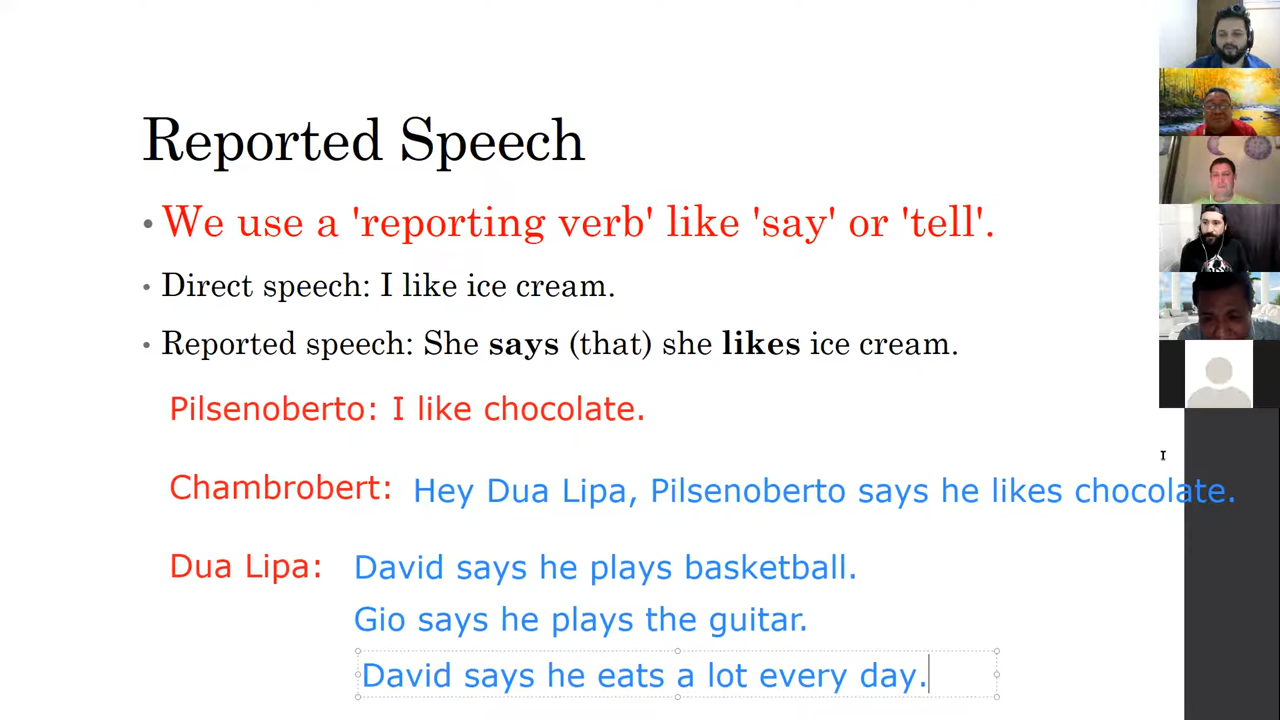 Reported Speech
• We use a 'reporting verb' like 'say' or 'tell'.
• Direct speech: I like ice cream.
• Reported speech: She says (that) she likes ice cream.
Pilsenoberto: I like chocolate.
Chambrobert: Hey Dua Lipa, Pilsenoberto says he likes chocolate.
Dua Lipa: David says he plays basketball.
Gio says he plays the guitar.
David says he eats a lot every day.